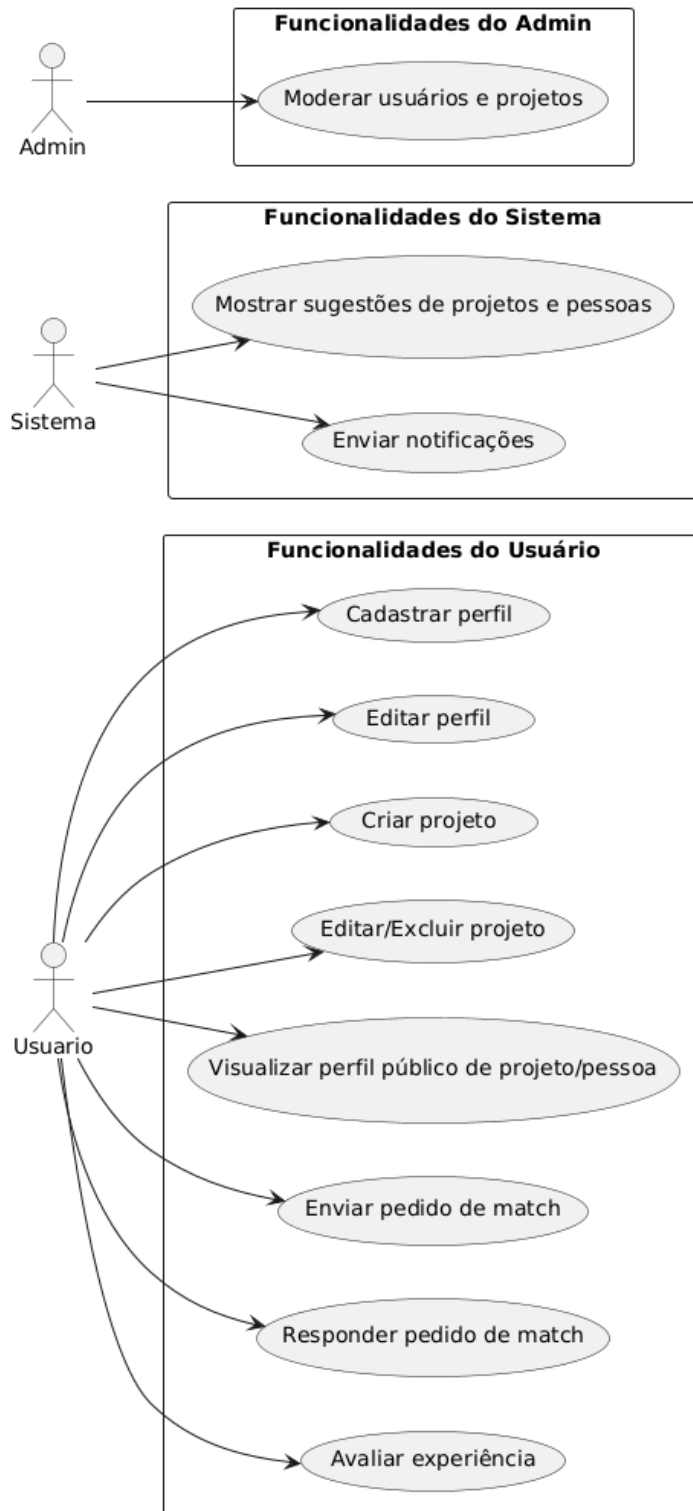 Funcionalidades do Admin
Moderar usuários e projetos
Admin
Funcionalidades do Sistema
Mostrar sugestões de projetos e pessoas
Sistema
Enviar notificações
Funcionalidades do Usuário
Cadastrar perfil
Editar perfil
Criar projeto
Editar/Excluir projeto
Usuario
Visualizar perfil público de projeto/pessoa
Enviar pedido de match
Responder pedido de match
Avaliar experiência